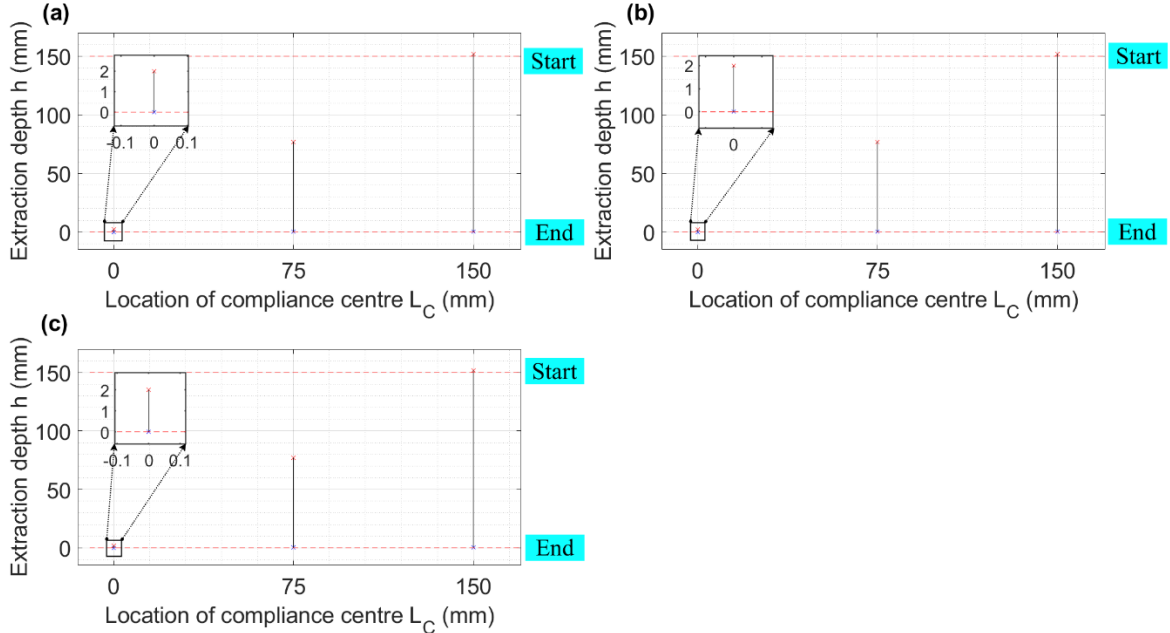 (a)
Extraction depth h (mm)
150
100
50
0
2
1
0
-0.1 0 0.1
Start
End
0 75 150
Location of compliance centre L_C (mm)
(b)
Extraction depth h (mm)
150
100
50
0
2
1
0
0
Start
End
0 75 150
Location of compliance centre L_C (mm)
(c)
Extraction depth h (mm)
150
100
50
0
2
1
0
-0.1 0 0.1
Start
End
0 75 150
Location of compliance centre L_C (mm)